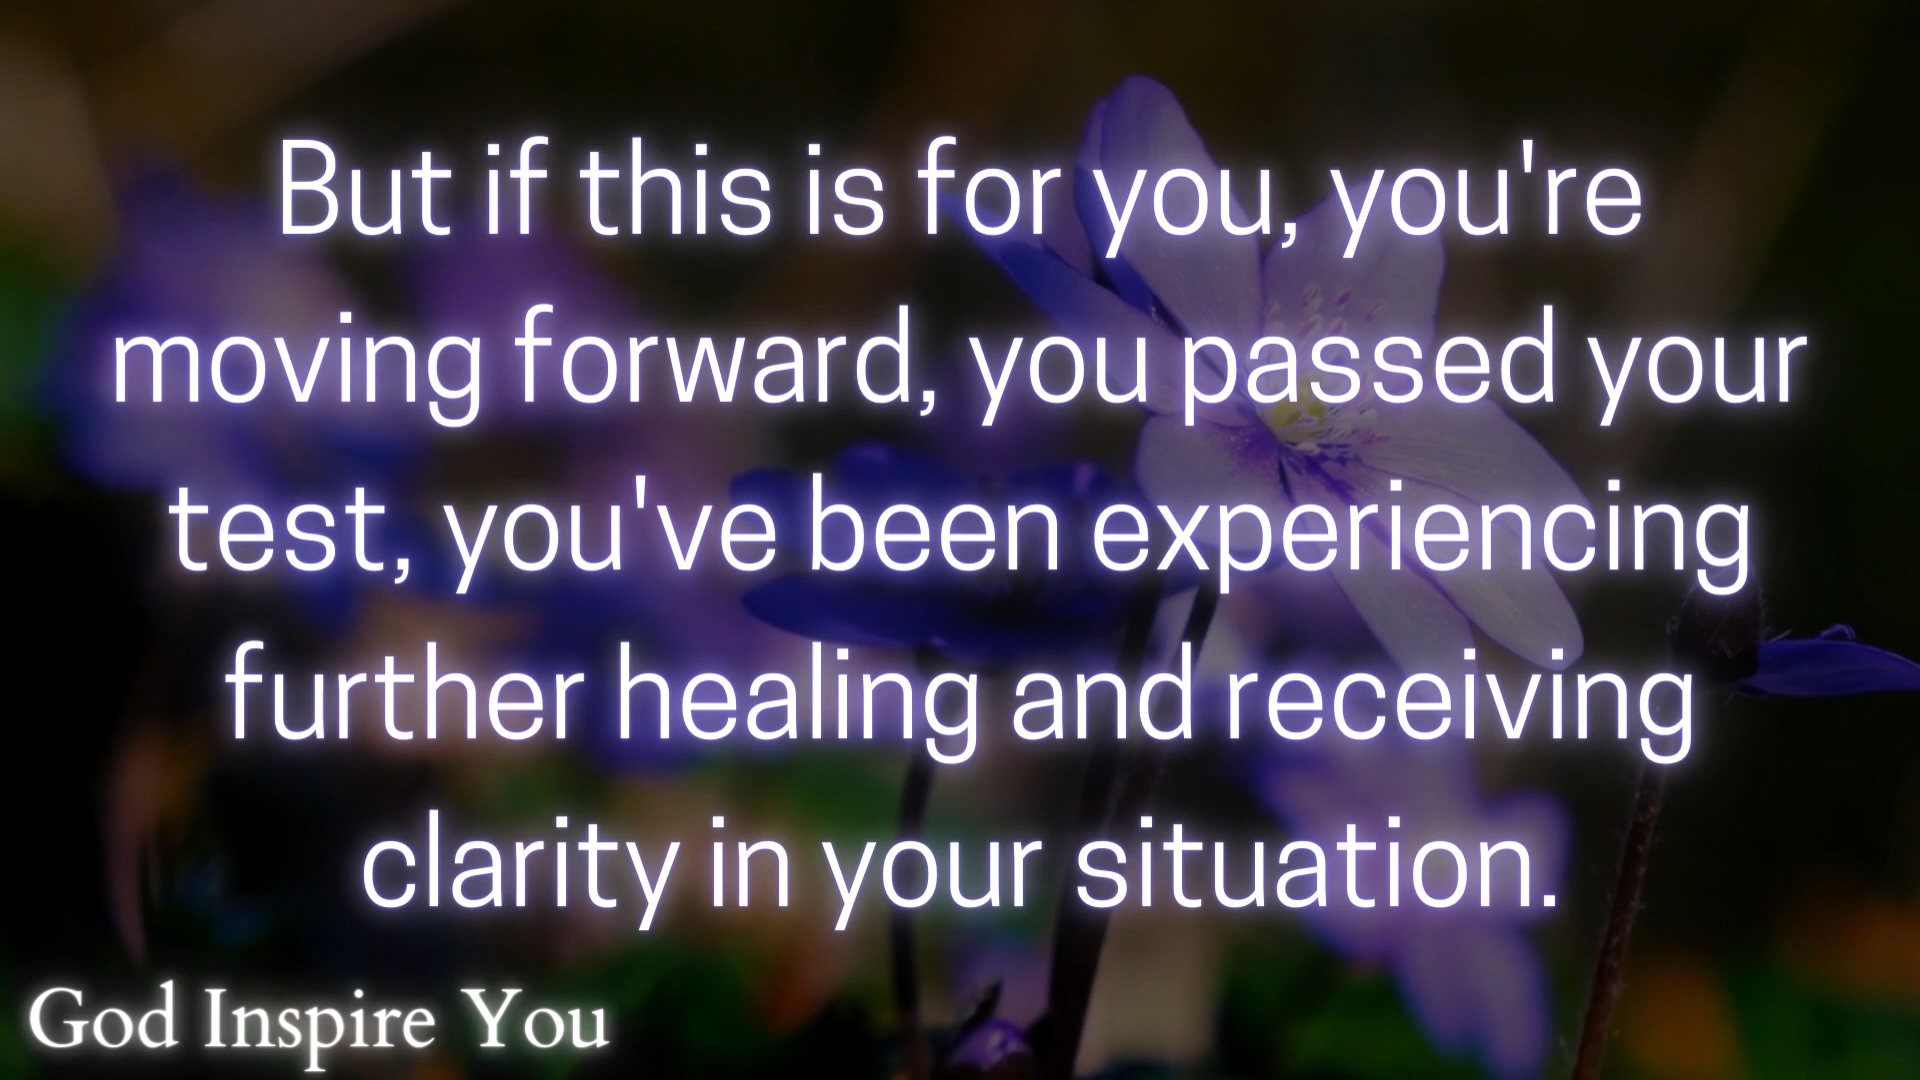 But if this is for you, you're
moving forward, you passed your
test, you've been experiencing
further healing and receiving
clarity in your situation.
God Inspire You